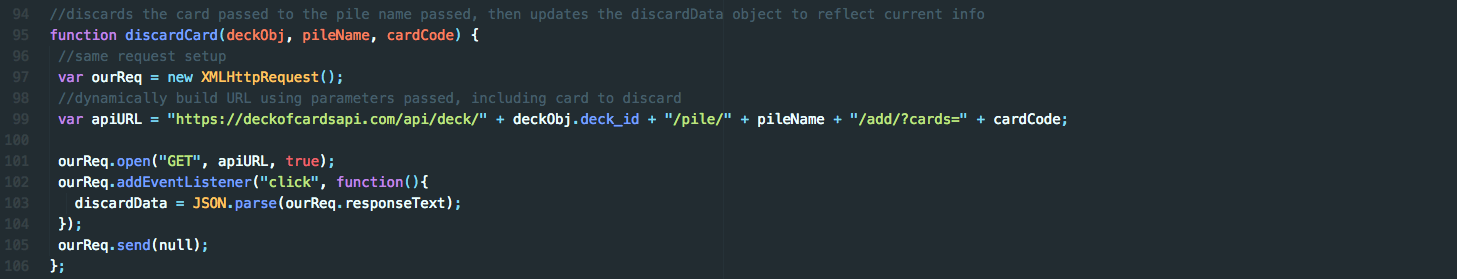 94 //discards the card passed to the pile name passed, then updates the discardData object to reflect current info
95 function discardCard(deckObj, pileName, cardCode) {
96 //same request setup
97 var ourReq = new XMLHttpRequest();
98 //dynamically build URL using parameters passed, including card to discard
99 var apiURL = "https://deckofcardsapi.com/api/deck/" + deckObj.deck_id + "/pile/" + pileName + "/add/?cards=" + cardCode;
100
101 ourReq.open("GET", apiURL, true);
102 ourReq.addEventListener("click", function(){
103 discardData = JSON.parse(ourReq.responseText);
104 });
105 ourReq.send(null);
106 };